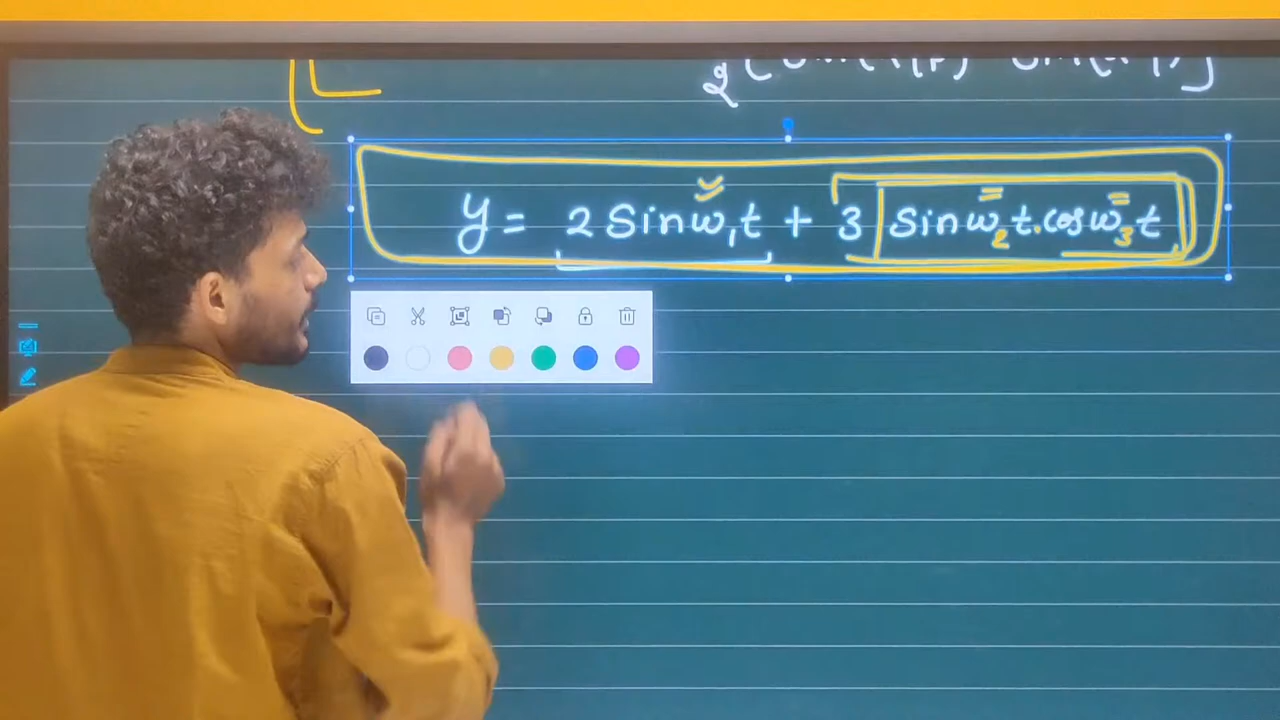 y = 2 Sinω₁t + 3 Sinω₂t.cosω₃t